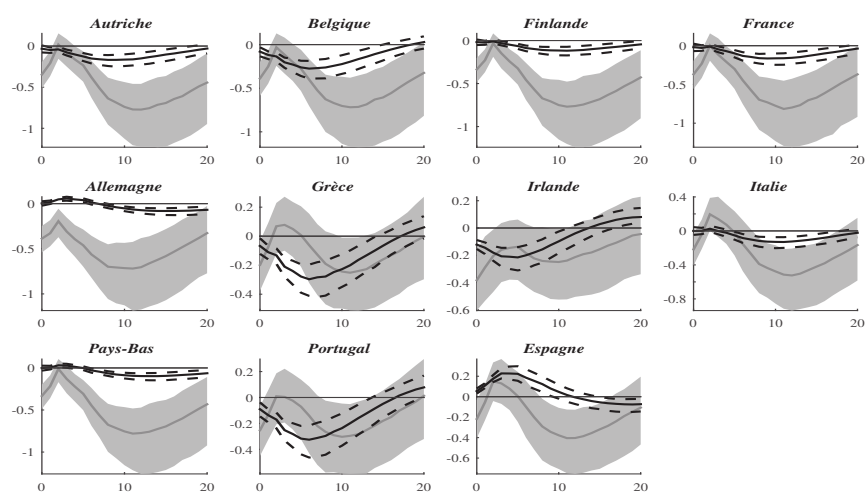 Autriche Belgique Finlande France
0 0 0 0
-0.5 -0.5 -0.5 -0.5
-1 -1 -1 -1
0 10 20 0 10 20 0 10 20 0 10 20
Allemagne Grèce Irlande Italie
0 0.2 0.2 0.4
-0.5 0 0 0
-1 -0.2 -0.2 -0.4
-0.4 -0.4 -0.8
-0.6
0 10 20 0 10 20 0 10 20 0 10 20
Pays-Bas Portugal Espagne
0 0.2 0.2
-0.5 0 0
-1 -0.2 -0.2
-0.4 -0.4
-0.6
0 10 20 0 10 20 0 10 20